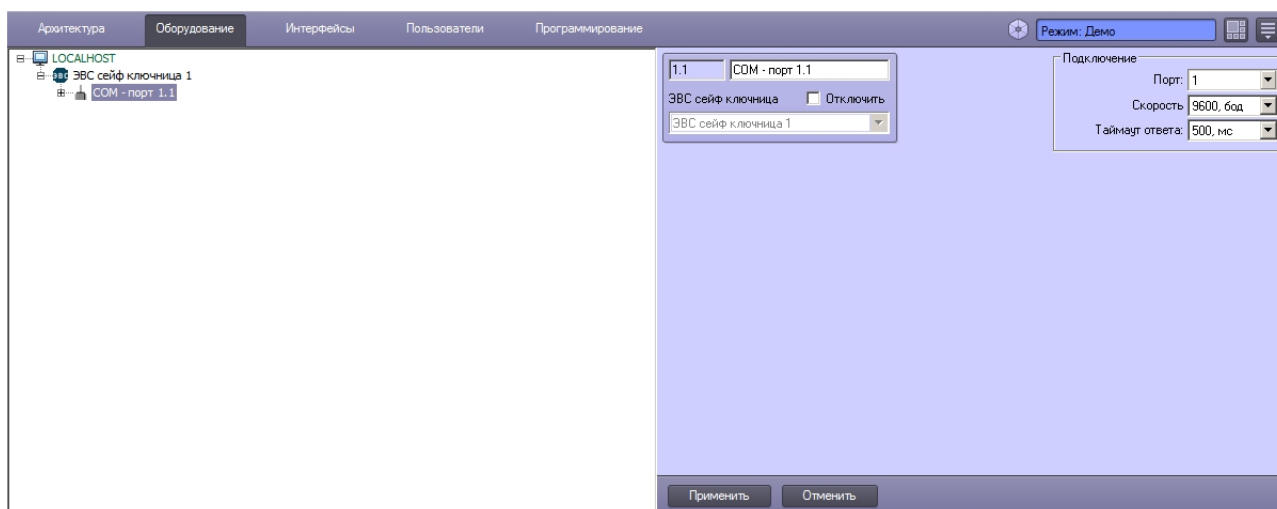 Архитектура Оборудование Интерфейсы Пользователи Программирование Режим: Демо
LOCALHOST
ЭВС ЭВС сейф ключница 1
COM - порт 1.1
1.1 COM - порт 1.1
ЭВС сейф ключница Отключить
ЭВС сейф ключница 1
Подключение
Порт: 1
Скорость 9600, бод
Таймаут ответа: 500, мс
Применить Отменить